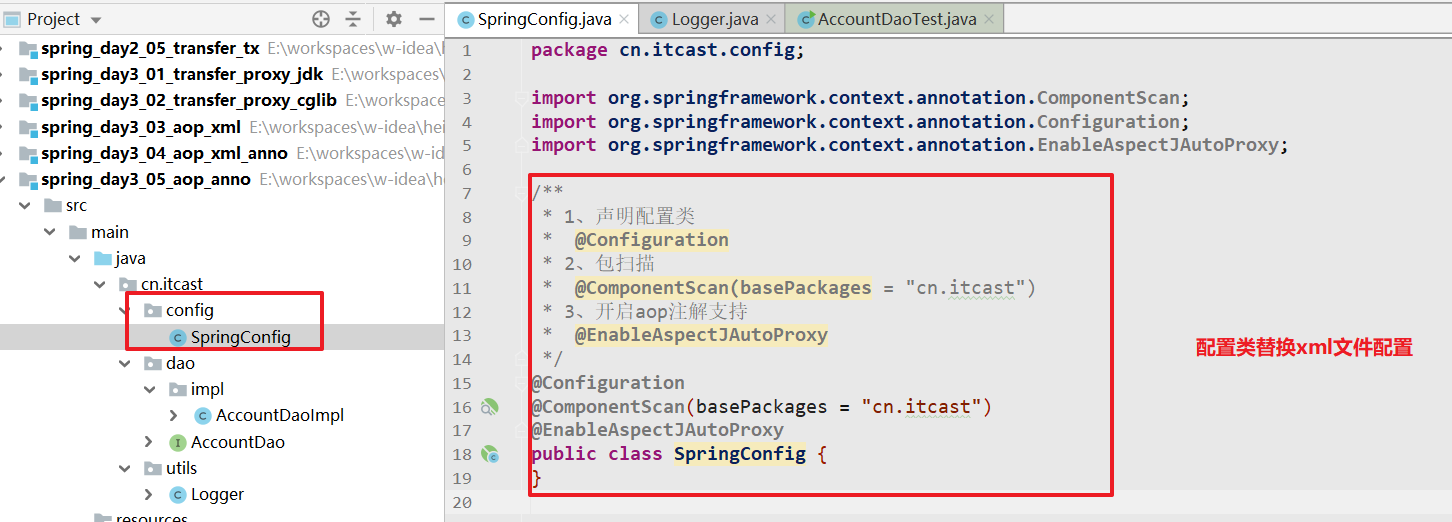 Project
spring_day2_05_transfer_tx E:\workspaces\w-idea\h
spring_day3_01_transfer_proxy_jdk E:\workspaces\
spring_day3_02_transfer_proxy_cglib E:\workspaces
spring_day3_03_aop_xml E:\workspaces\w-idea\hei
spring_day3_04_aop_xml_anno E:\workspaces\w-id
spring_day3_05_aop_anno E:\workspaces\w-idea\he
src
main
java
cn.itcast
config
SpringConfig
dao
impl
AccountDaoImpl
AccountDao
utils
Logger
resources
SpringConfig.java
Logger.java
AccountDaoTest.java
1 package cn.itcast.config;
2
3 import org.springframework.context.annotation.ComponentScan;
4 import org.springframework.context.annotation.Configuration;
5 import org.springframework.context.annotation.EnableAspectJAutoProxy;
6
7 /**
8 * 1、声明配置类
9 * @Configuration
10 * 2、包扫描
11 * @ComponentScan(basePackages = "cn.itcast")
12 * 3、开启aop注解支持
13 * @EnableAspectJAutoProxy
14 */
15 @Configuration
16 @ComponentScan(basePackages = "cn.itcast")
17 @EnableAspectJAutoProxy
18 public class SpringConfig {
19 }
20
配置类替换xml文件配置